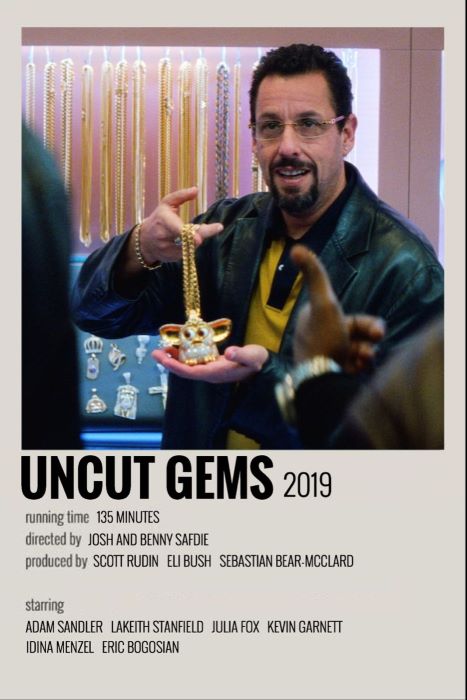 UNCUT GEMS 2019
running time 135 MINUTES
directed by JOSH AND BENNY SAFDIE
produced by SCOTT RUDIN ELI BUSH SEBASTIAN BEAR-MCCLARD
starring
ADAM SANDLER LAKEITH STANFIELD JULIA FOX KEVIN GARNETT
IDINA MENZEL ERIC BOGOSIAN